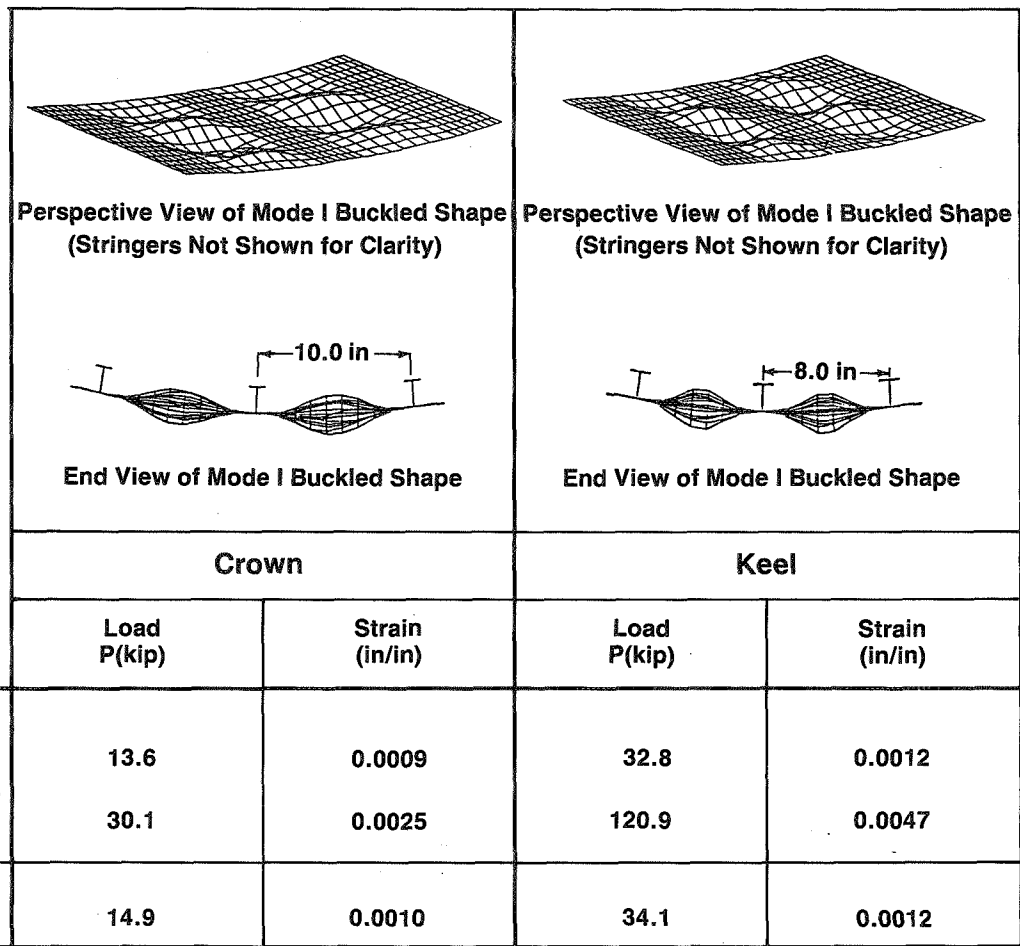 Perspective View of Mode I Buckled Shape
(Stringers Not Shown for Clarity)
Perspective View of Mode I Buckled Shape
(Stringers Not Shown for Clarity)
10.0 in
8.0 in
End View of Mode I Buckled Shape
End View of Mode I Buckled Shape
Crown
Keel
Load
P(kip)
Strain
(in/in)
Load
P(kip)
Strain
(in/in)
13.6 0.0009 32.8 0.0012
30.1 0.0025 120.9 0.0047
14.9 0.0010 34.1 0.0012